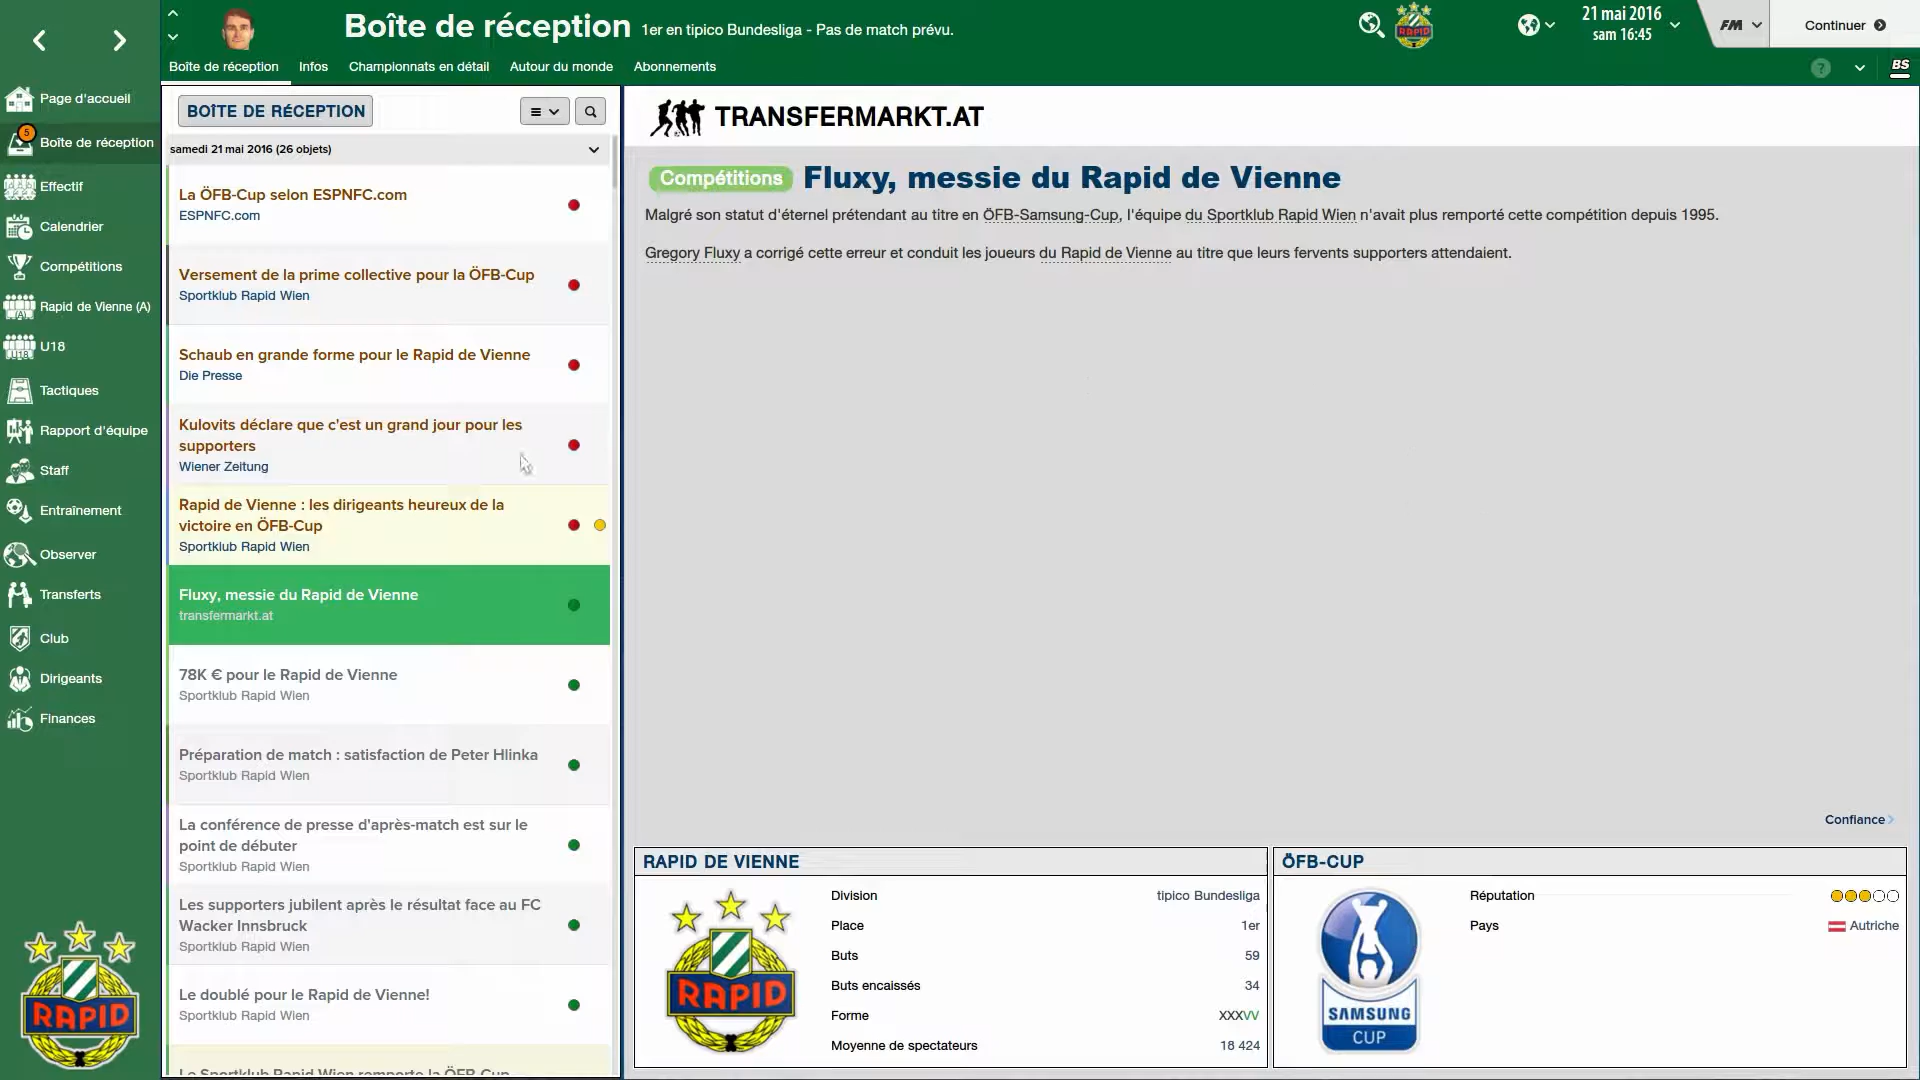 Boîte de réception 1er en tipico Bundesliga - Pas de match prévu.
21 mai 2016
sam 16:45
FM
Continuer
Boîte de réception Infos Championnats en détail Autour du monde Abonnements
?
BS
Page d'accueil
5
Boîte de réception
Effectif
Calendrier
Compétitions
Rapid de Vienne (A)
U18
Tactiques
Rapport d'équipe
Staff
Entraînement
Observer
Transferts
Club
Dirigeants
Finances
RAPID
BOÎTE DE RÉCEPTION
samedi 21 mai 2016 (26 objets)
La ÖFB-Cup selon ESPNFC.com
ESPNFC.com
Versement de la prime collective pour la ÖFB-Cup
Sportklub Rapid Wien
Schaub en grande forme pour le Rapid de Vienne
Die Presse
Kulovits déclare que c'est un grand jour pour les
supporters
Wiener Zeitung
Rapid de Vienne : les dirigeants heureux de la
victoire en ÖFB-Cup
Sportklub Rapid Wien
Fluxy, messie du Rapid de Vienne
transfermarkt.at
78K € pour le Rapid de Vienne
Sportklub Rapid Wien
Préparation de match : satisfaction de Peter Hlinka
Sportklub Rapid Wien
La conférence de presse d'après-match est sur le
point de débuter
Sportklub Rapid Wien
Les supporters jubilent après le résultat face au FC
Wacker Innsbruck
Sportklub Rapid Wien
Le doublé pour le Rapid de Vienne!
Sportklub Rapid Wien
Le Sportklub Rapid Wien remporte la ÖFB-Cup
TRANSFERMARKT.AT
Compétitions Fluxy, messie du Rapid de Vienne
Malgré son statut d'éternel prétendant au titre en ÖFB-Samsung-Cup, l'équipe du Sportklub Rapid Wien n'avait plus remporté cette compétition depuis 1995.
Gregory Fluxy a corrigé cette erreur et conduit les joueurs du Rapid de Vienne au titre que leurs fervents supporters attendaient.
Confiance
RAPID DE VIENNE
RAPID
Division tipico Bundesliga
Place 1er
Buts 59
Buts encaissés 34
Forme XXXVV
Moyenne de spectateurs 18 424
ÖFB-CUP
SAMSUNG
CUP
Réputation
Pays Autriche